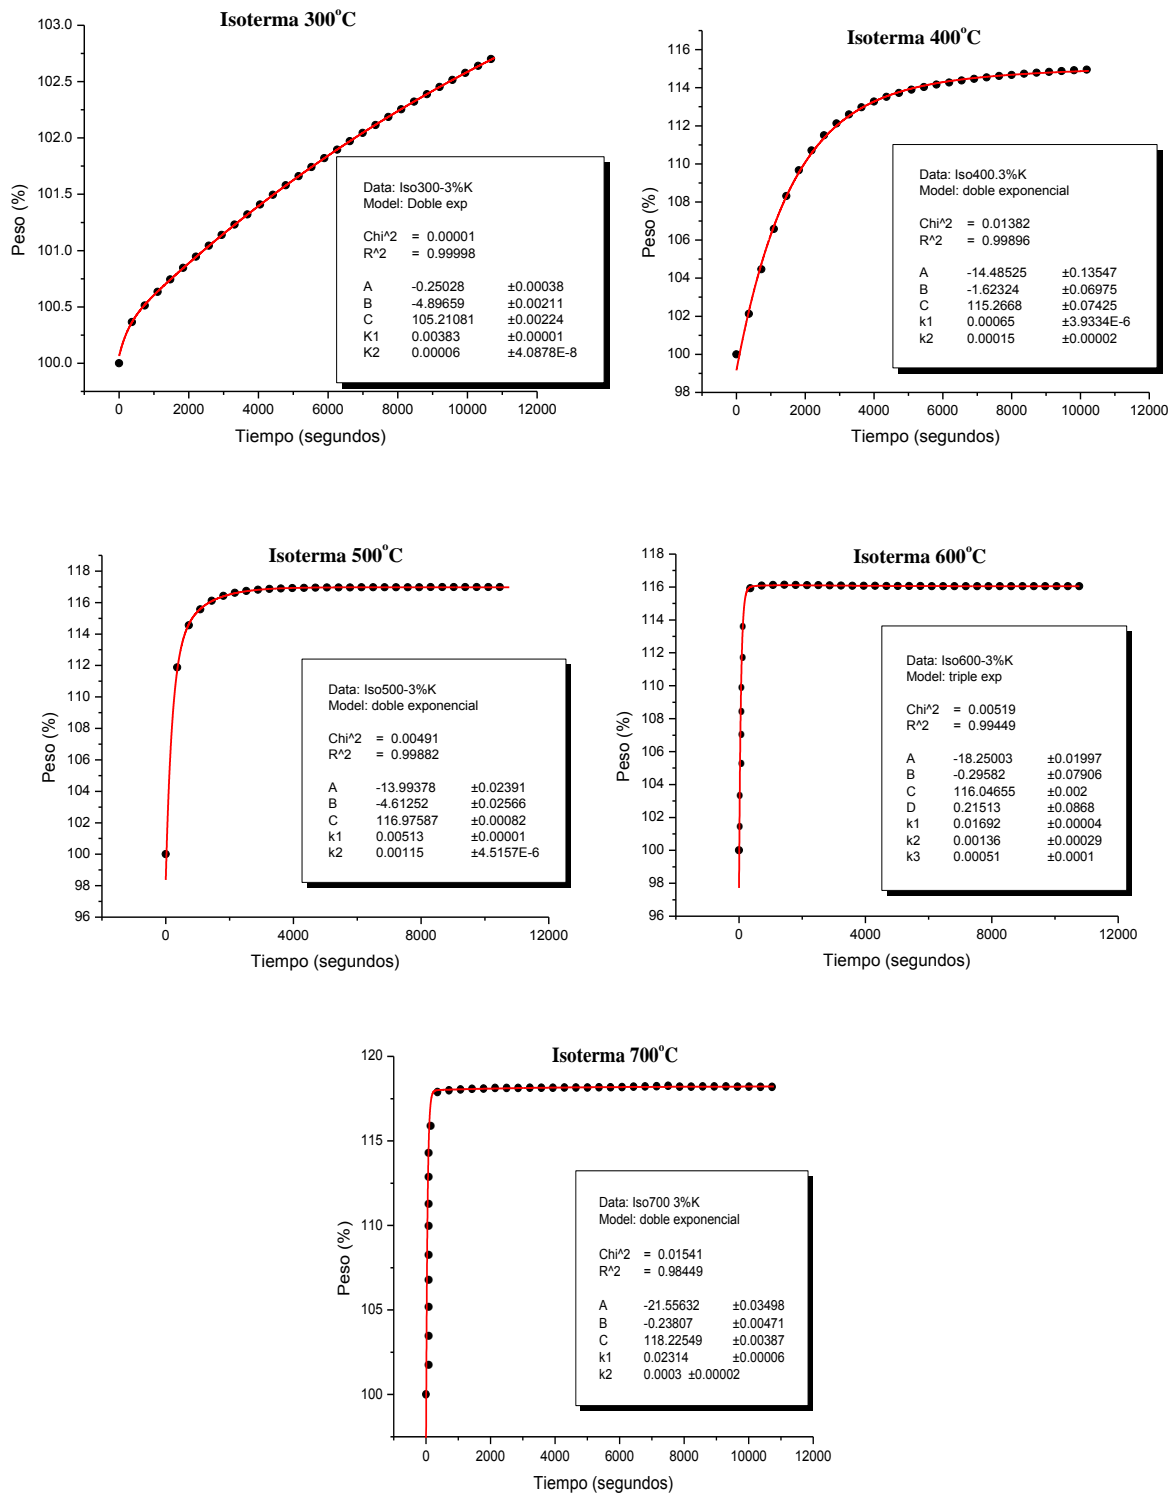 Isoterma 300°C
103.0
102.5
102.0
101.5
101.0
100.5
100.0
Peso (%)
0 2000 4000 6000 8000 10000 12000
Tiempo (segundos)
Data: Iso300-3%K
Model: Doble exp
Chi^2 = 0.00001
R^2 = 0.99998
A -0.25028 ±0.00038
B -4.89659 ±0.00211
C 105.21081 ±0.00224
K1 0.00383 ±0.00001
K2 0.00006 ±4.0878E-8
Isoterma 400°C
116
114
112
110
108
106
104
102
100
98
Peso (%)
0 2000 4000 6000 8000 10000 12000
Tiempo (segundos)
Data: Iso400.3%K
Model: doble exponencial
Chi^2 = 0.01382
R^2 = 0.99896
A -14.48525 ±0.13547
B -1.62324 ±0.06975
C 115.2668 ±0.07425
k1 0.00065 ±3.9334E-6
k2 0.00015 ±0.00002
Isoterma 500°C
118
116
114
112
110
108
106
104
102
100
98
96
Peso (%)
0 4000 8000 12000
Tiempo (segundos)
Data: Iso500-3%K
Model: doble exponencial
Chi^2 = 0.00491
R^2 = 0.99882
A -13.99378 ±0.02391
B -4.61252 ±0.02566
C 116.97587 ±0.00082
k1 0.00513 ±0.00001
k2 0.00115 ±4.5157E-6
Isoterma 600°C
118
116
114
112
110
108
106
104
102
100
98
96
Peso (%)
0 4000 8000 12000
Tiempo (segundos)
Data: Iso600-3%K
Model: triple exp
Chi^2 = 0.00519
R^2 = 0.99449
A -18.25003 ±0.01997
B -0.29582 ±0.07906
C 116.04655 ±0.002
D 0.21513 ±0.0868
k1 0.01692 ±0.00004
k2 0.00136 ±0.00029
k3 0.00051 ±0.0001
Isoterma 700°C
120
115
110
105
100
Peso (%)
0 2000 4000 6000 8000 10000 12000
Tiempo (segundos)
Data: Iso700 3%K
Model: doble exponencial
Chi^2 = 0.01541
R^2 = 0.98449
A -21.55632 ±0.03498
B -0.23807 ±0.00471
C 118.22549 ±0.00387
k1 0.02314 ±0.00006
k2 0.0003 ±0.00002